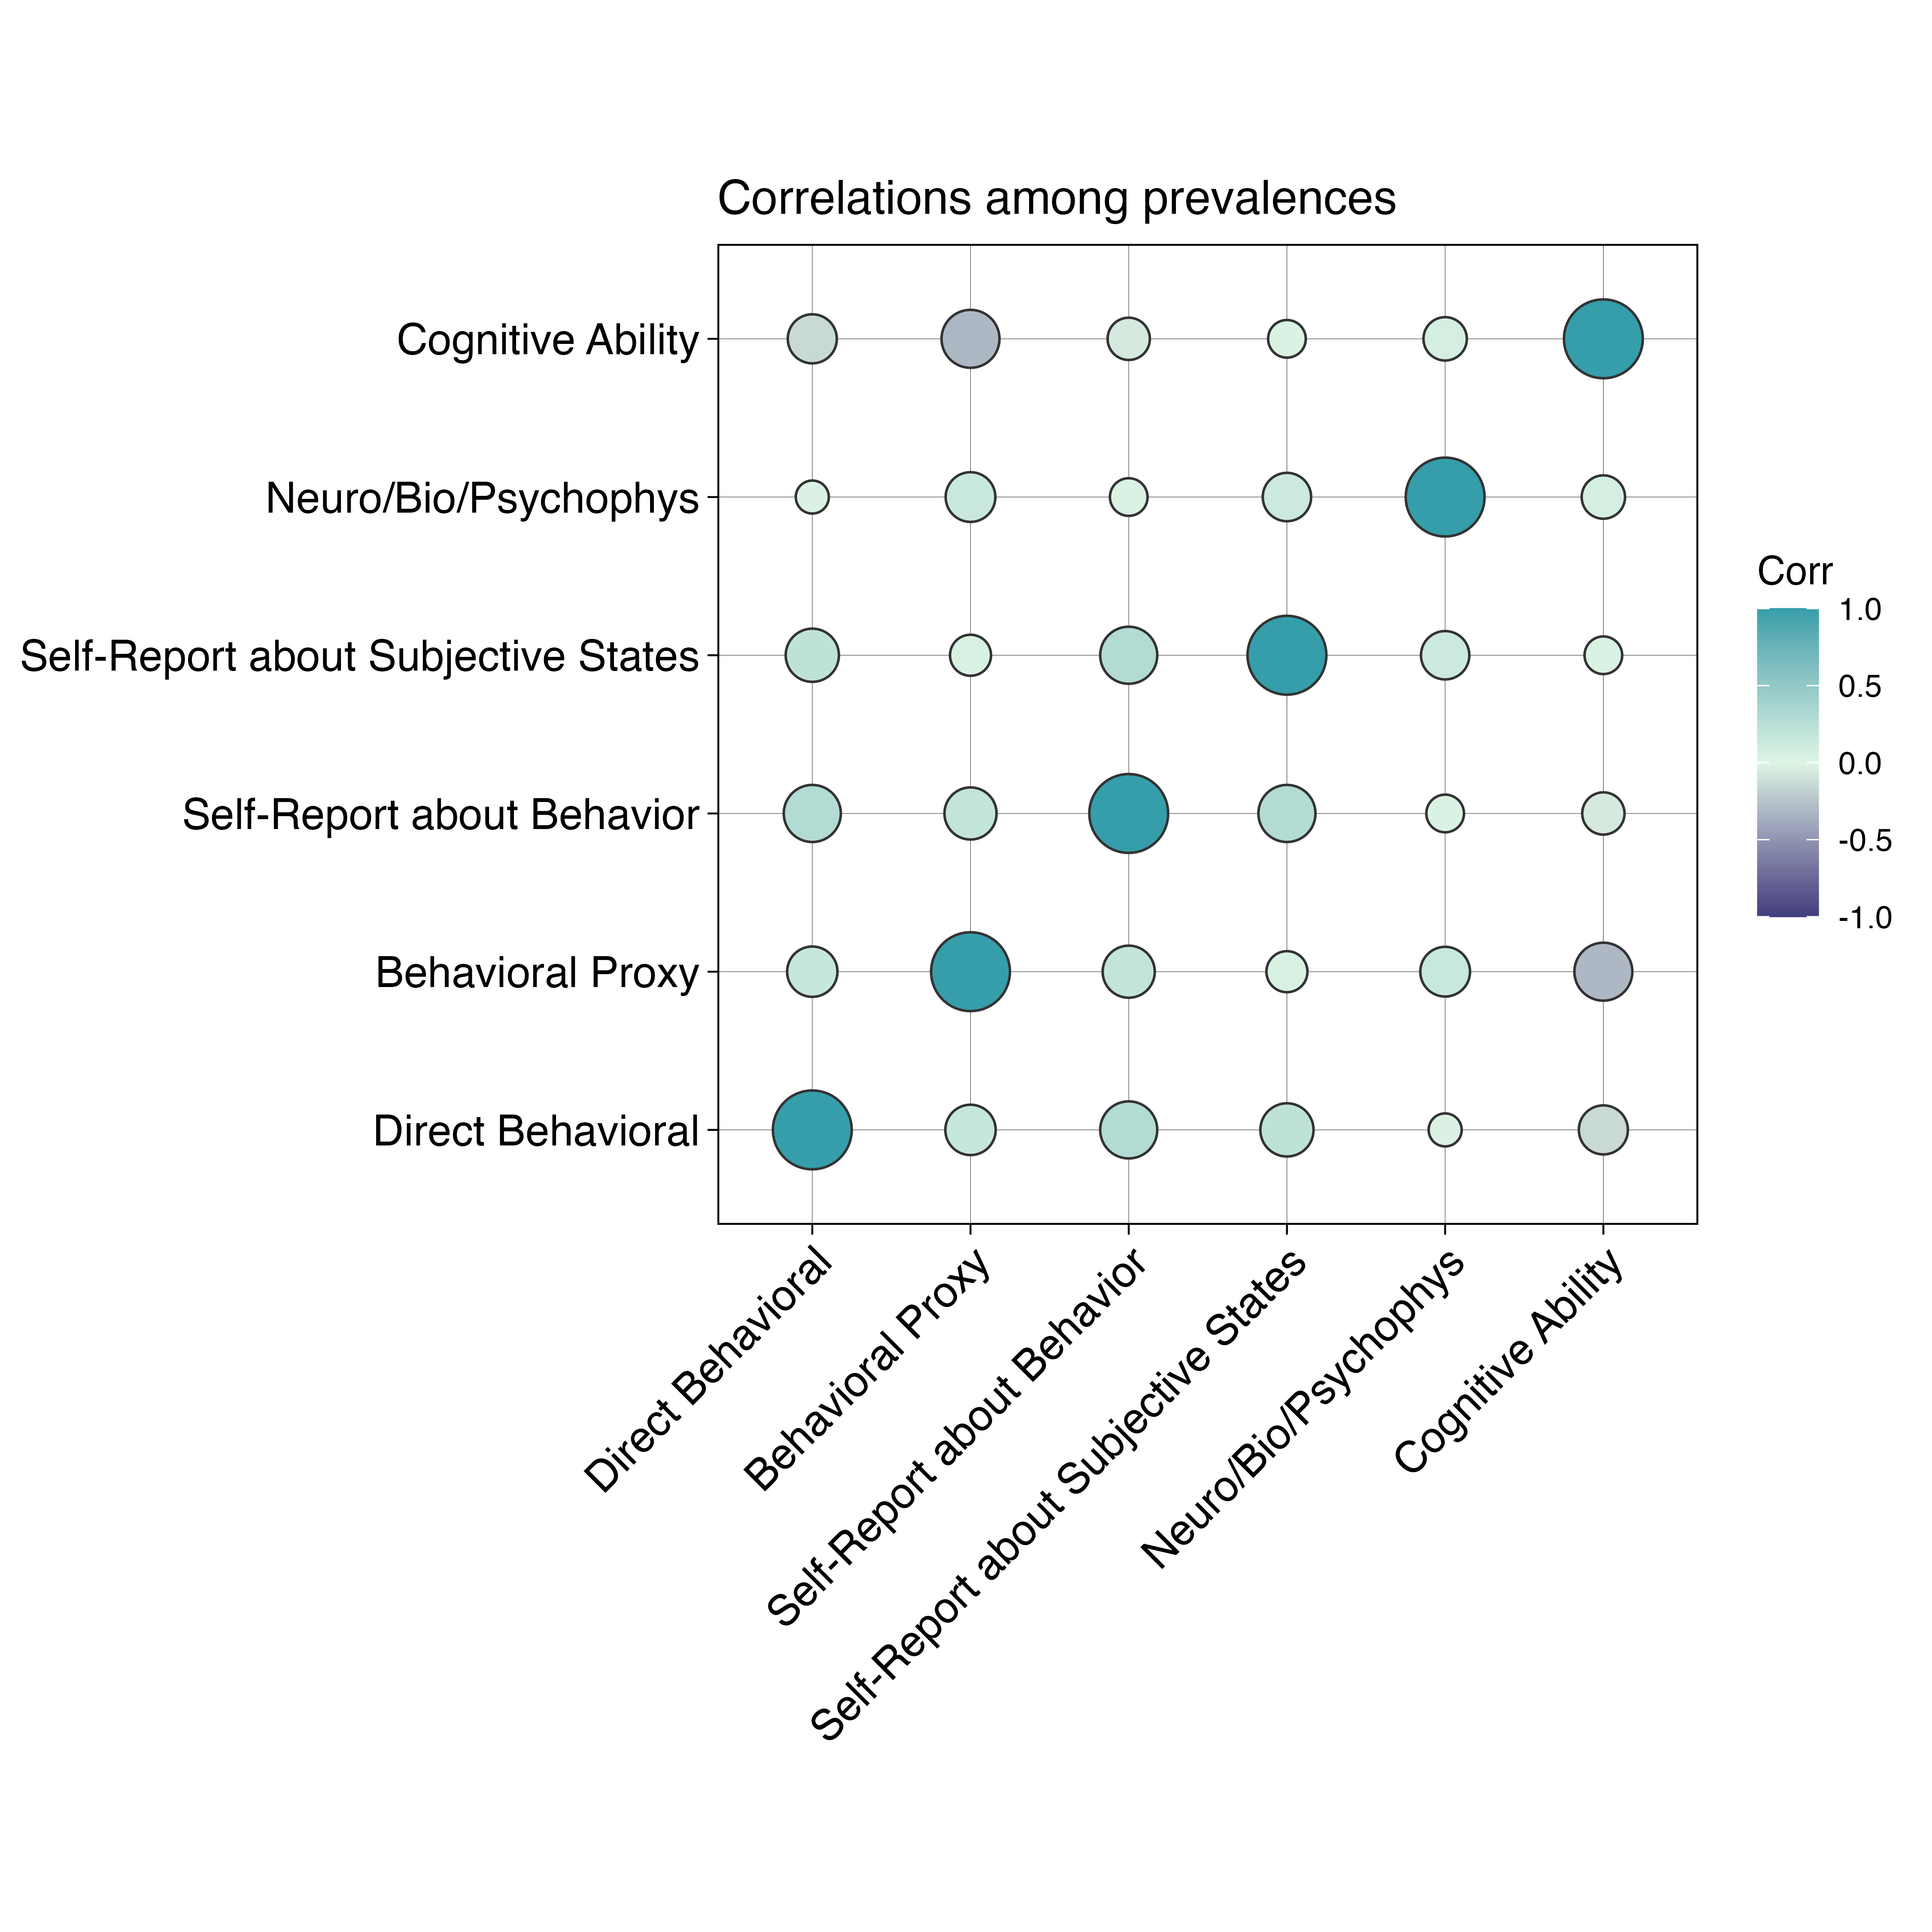 Correlations among prevalences
Cognitive Ability
Neuro/Bio/Psychophys
Self-Report about Subjective States
Self-Report about Behavior
Behavioral Proxy
Direct Behavioral
Direct Behavioral
Behavioral Proxy
Self-Report about Behavior
Self-Report about Subjective States
Neuro/Bio/Psychophys
Cognitive Ability
Corr
1.0
0.5
0.0
-0.5
-1.0